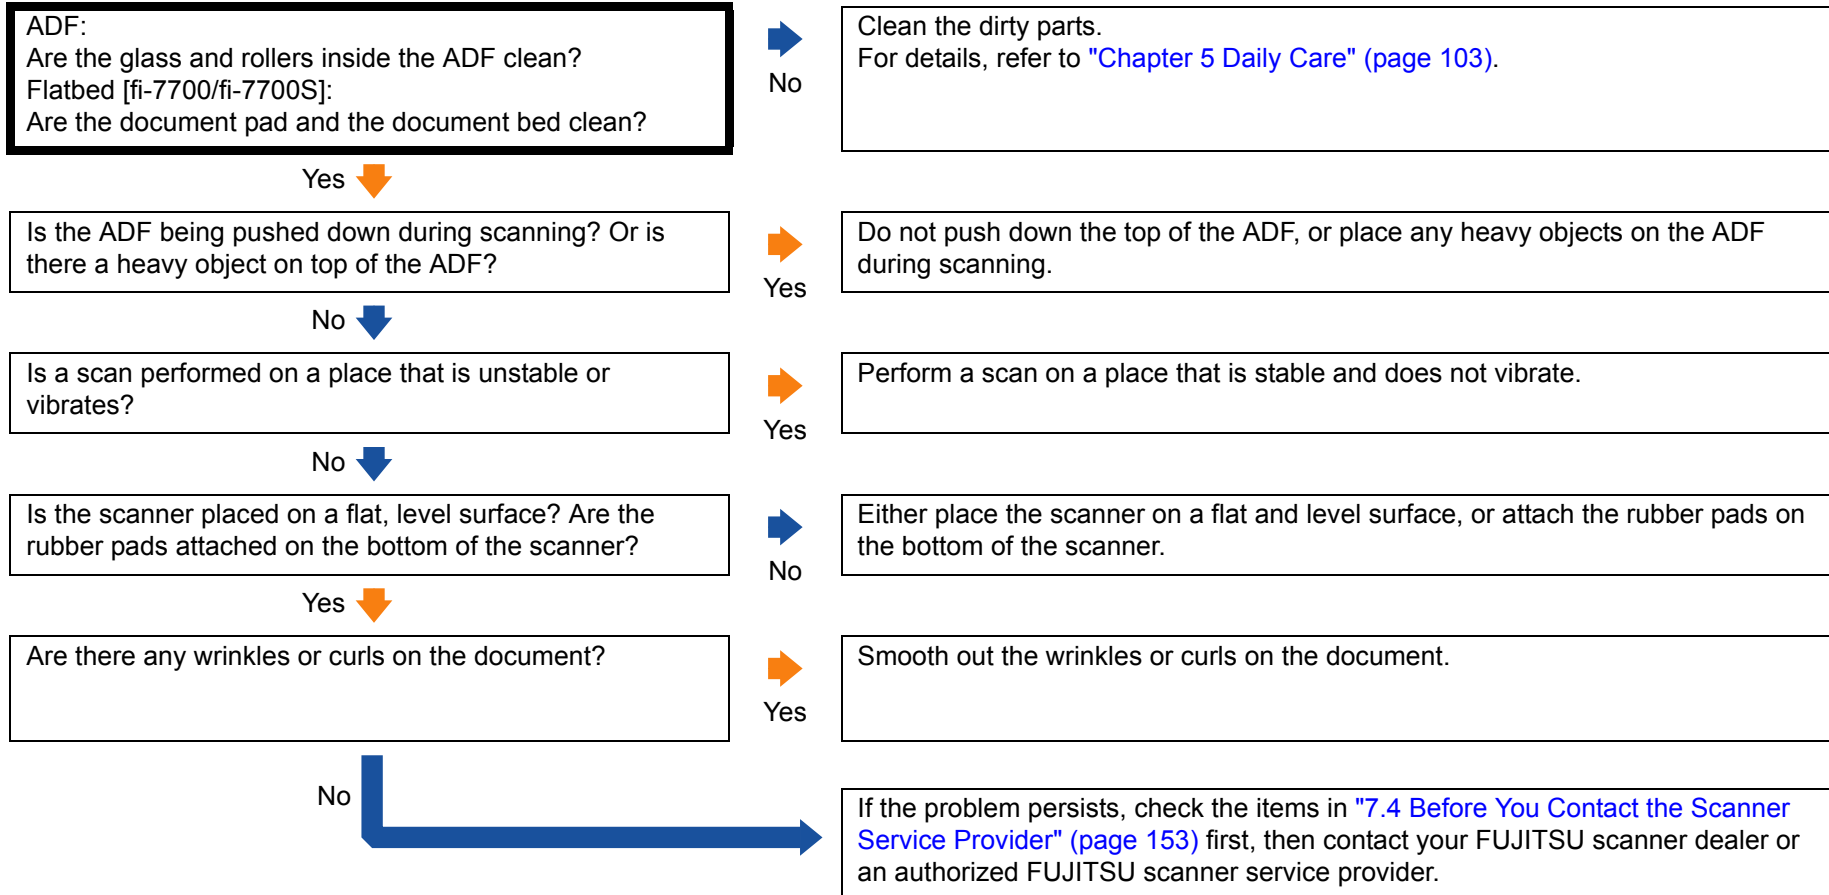 ADF:
Are the glass and rollers inside the ADF clean?
Flatbed [fi-7700/fi-7700S]:
Are the document pad and the document bed clean?
No
Clean the dirty parts.
For details, refer to "Chapter 5 Daily Care" (page 103).
Yes
Is the ADF being pushed down during scanning? Or is
there a heavy object on top of the ADF?
Yes
Do not push down the top of the ADF, or place any heavy objects on the ADF
during scanning.
No
Is a scan performed on a place that is unstable or
vibrates?
Yes
Perform a scan on a place that is stable and does not vibrate.
No
Is the scanner placed on a flat, level surface? Are the
rubber pads attached on the bottom of the scanner?
No
Either place the scanner on a flat and level surface, or attach the rubber pads on
the bottom of the scanner.
Yes
Are there any wrinkles or curls on the document?
Yes
Smooth out the wrinkles or curls on the document.
No
If the problem persists, check the items in "7.4 Before You Contact the Scanner
Service Provider" (page 153) first, then contact your FUJITSU scanner dealer or
an authorized FUJITSU scanner service provider.